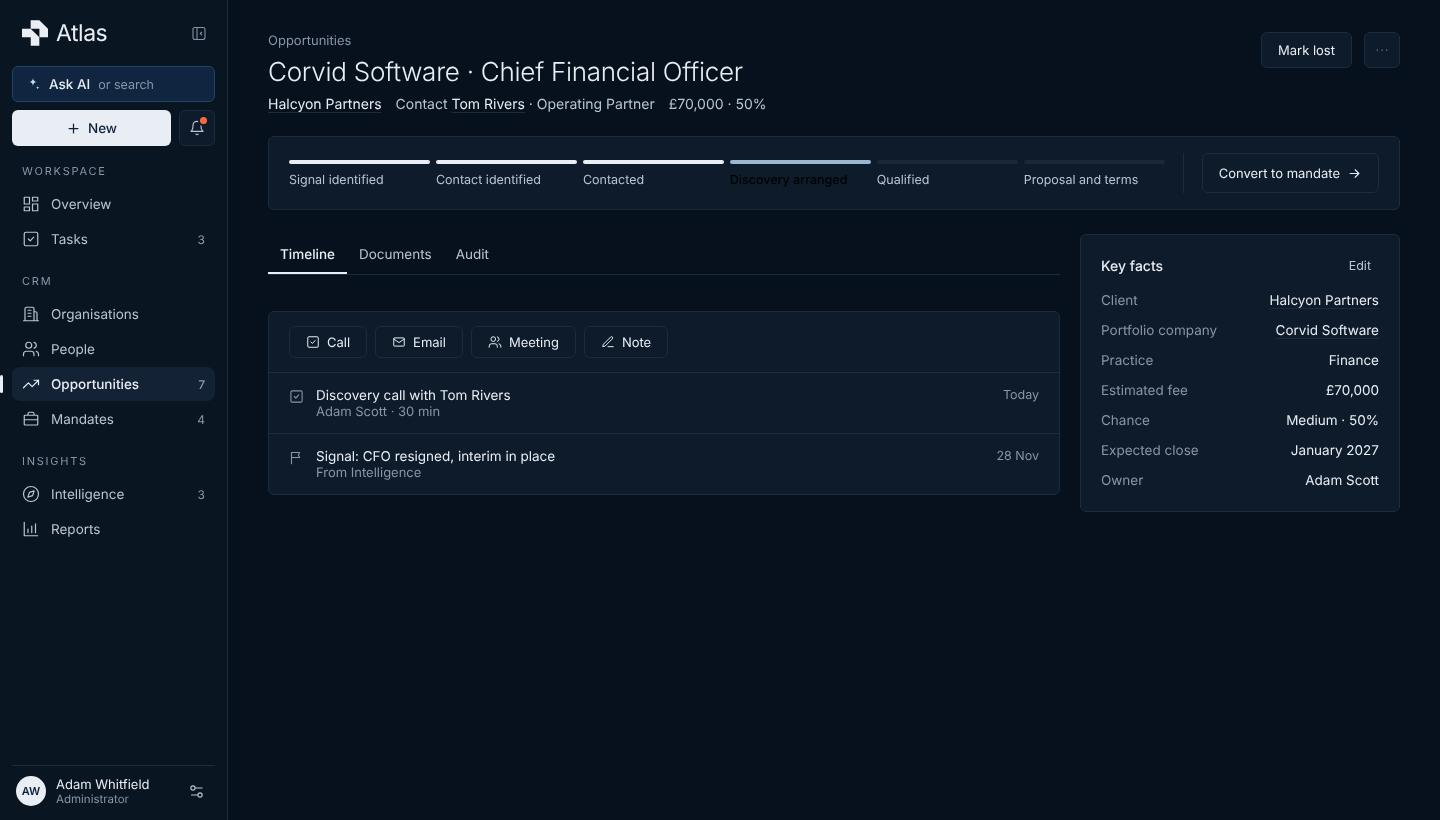 Atlas
Ask AI or search
New
WORKSPACE
Overview
Tasks 3
CRM
Organisations
People
Opportunities 7
Mandates 4
INSIGHTS
Intelligence 3
Reports
AW
Adam Whitfield
Administrator
Opportunities
Corvid Software · Chief Financial Officer
Halcyon Partners Contact Tom Rivers · Operating Partner £70,000 · 50%
Mark lost
Signal identified
Contact identified
Contacted
Discovery arranged
Qualified
Proposal and terms
Convert to mandate
Timeline Documents Audit
Call Email Meeting Note
Discovery call with Tom Rivers Today
Adam Scott · 30 min
Signal: CFO resigned, interim in place 28 Nov
From Intelligence
Key facts Edit
Client Halcyon Partners
Portfolio company Corvid Software
Practice Finance
Estimated fee £70,000
Chance Medium · 50%
Expected close January 2027
Owner Adam Scott